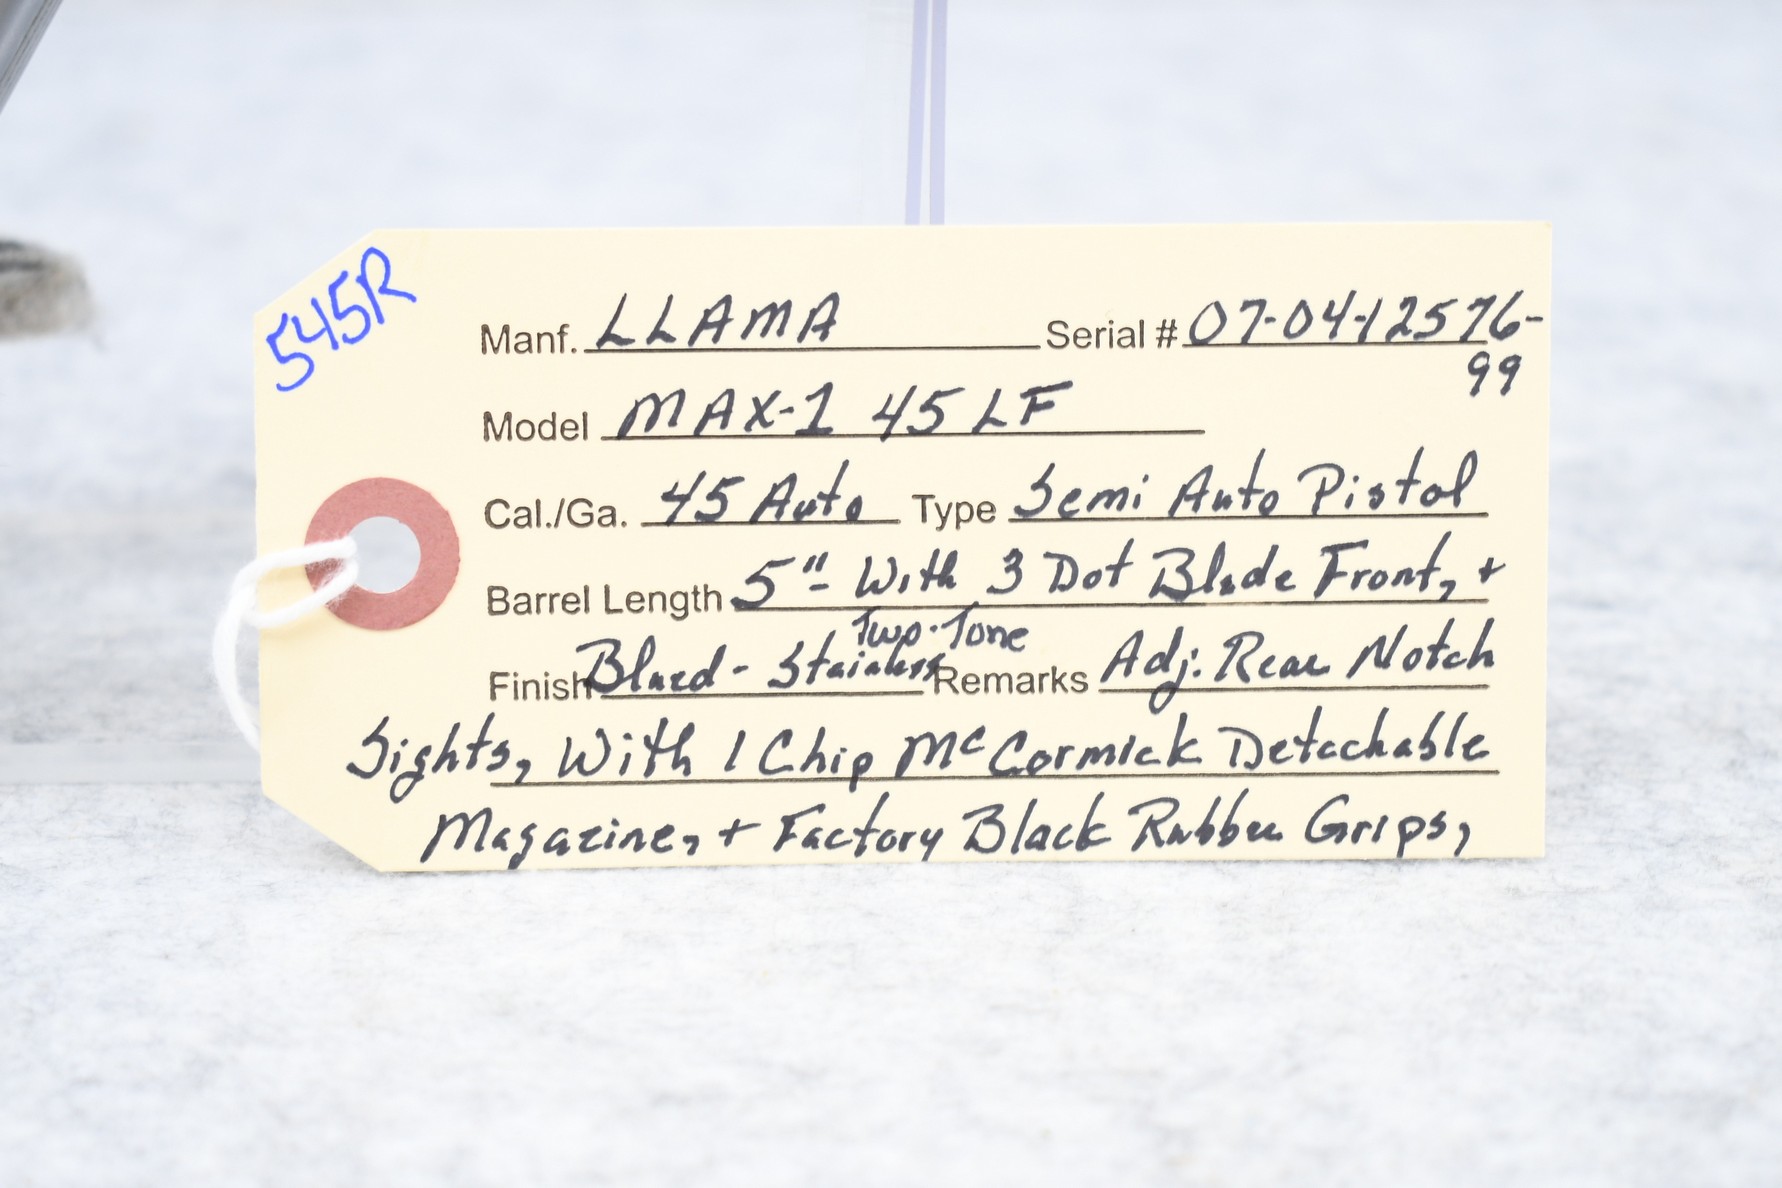 545R
Manf. LLAMA Serial # 07-04-12576-
99
Model MAX-1 45 LF
Cal./Ga. 45 Auto Type Semi Auto Pistol
Barrel Length 5"- With 3 Dot Blade Front, +
Two-Tone
Finish Blued - Stainless Remarks Adj. Rear Notch
Sights, With 1 Chip McCormick Detachable
Magazine, + Factory Black Rubber Grips,